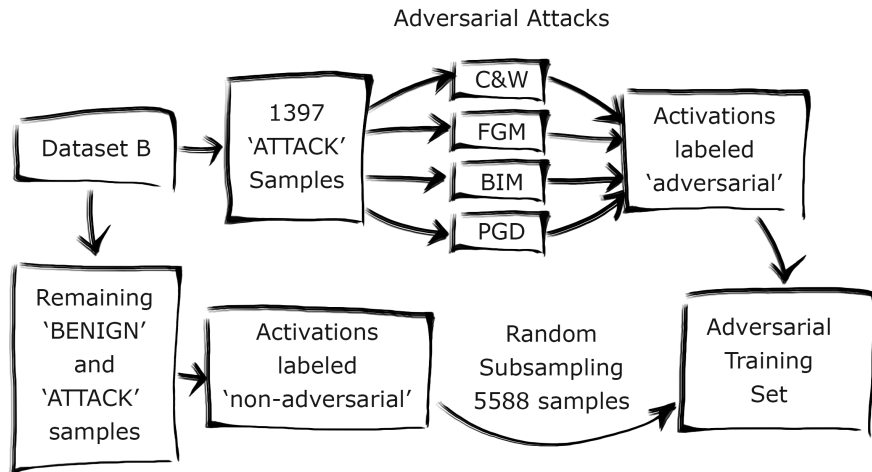 Adversarial Attacks
Dataset B
1397
‘ATTACK’
Samples
C&W
FGM
BIM
PGD
Activations
labeled
‘adversarial’
Remaining
‘BENIGN’
and
‘ATTACK’
samples
Activations
labeled
‘non-adversarial’
Random
Subsampling
5588 samples
Adversarial
Training
Set